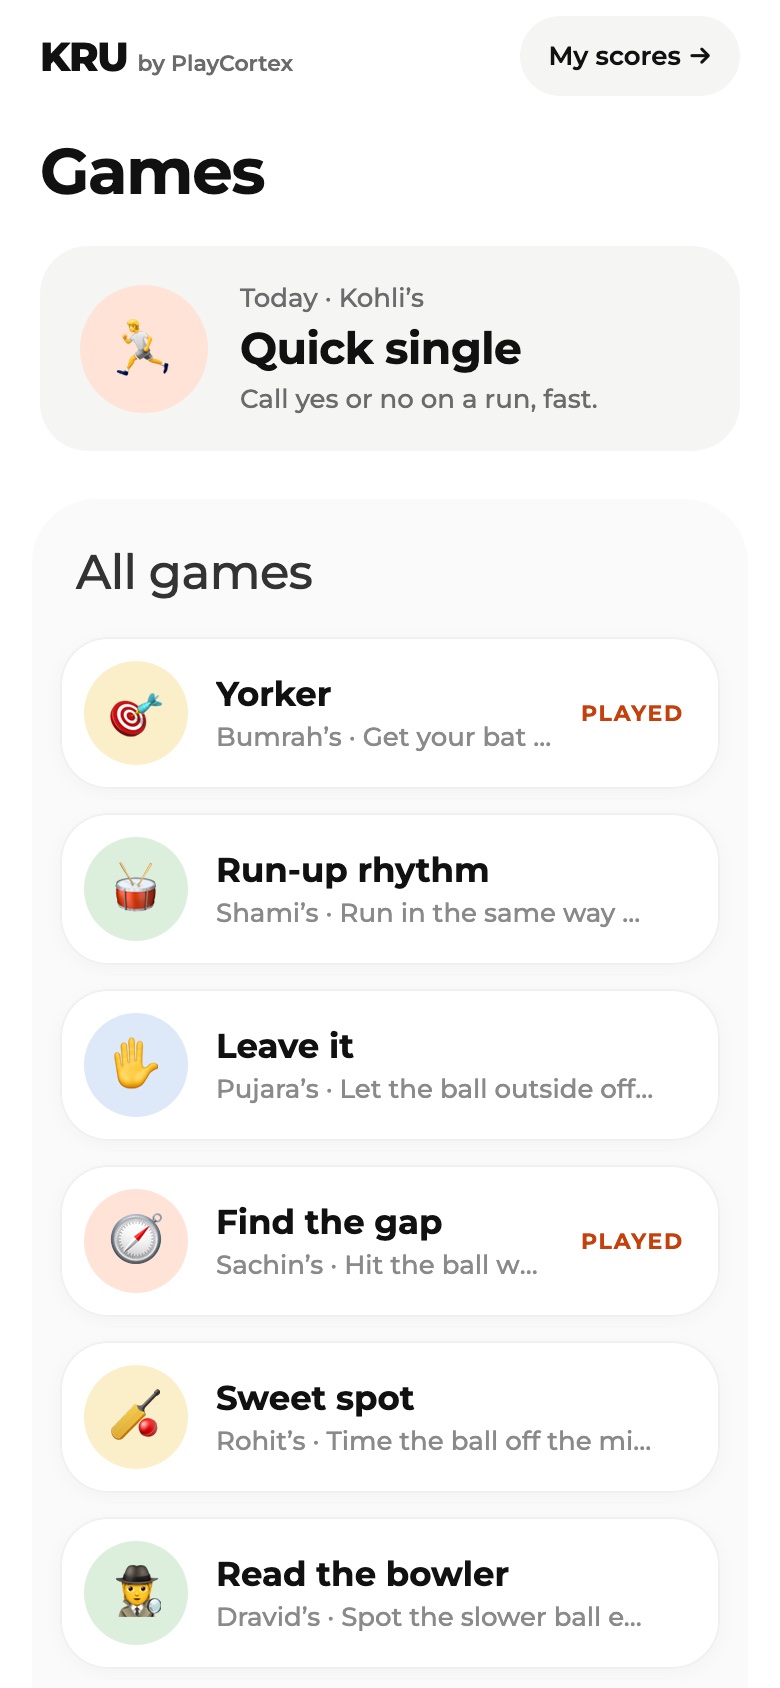 KRU by PlayCortex
My scores →
Games
Today · Kohli’s
Quick single
Call yes or no on a run, fast.
All games
Yorker
Bumrah’s · Get your bat ...
PLAYED
Run-up rhythm
Shami’s · Run in the same way ...
Leave it
Pujara’s · Let the ball outside off...
Find the gap
Sachin’s · Hit the ball w...
PLAYED
Sweet spot
Rohit’s · Time the ball off the mi...
Read the bowler
Dravid’s · Spot the slower ball e...